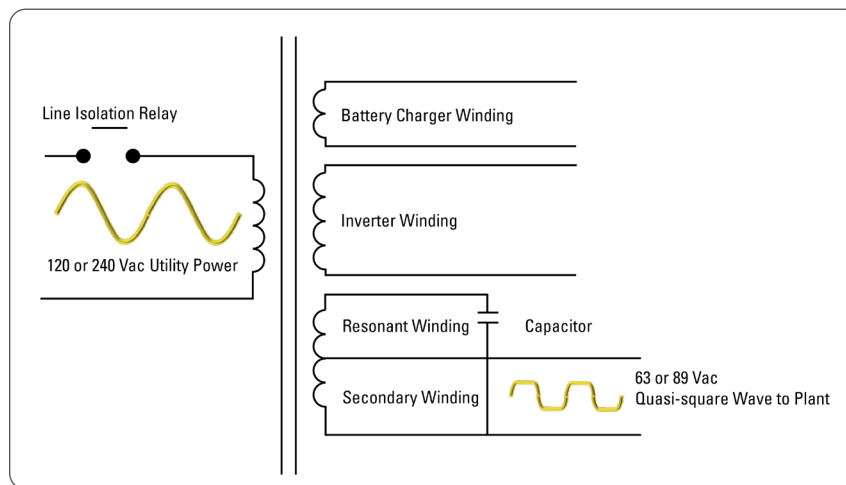 Line Isolation Relay
120 or 240 Vac Utility Power
Battery Charger Winding
Inverter Winding
Resonant Winding
Capacitor
Secondary Winding
63 or 89 Vac
Quasi-square Wave to Plant